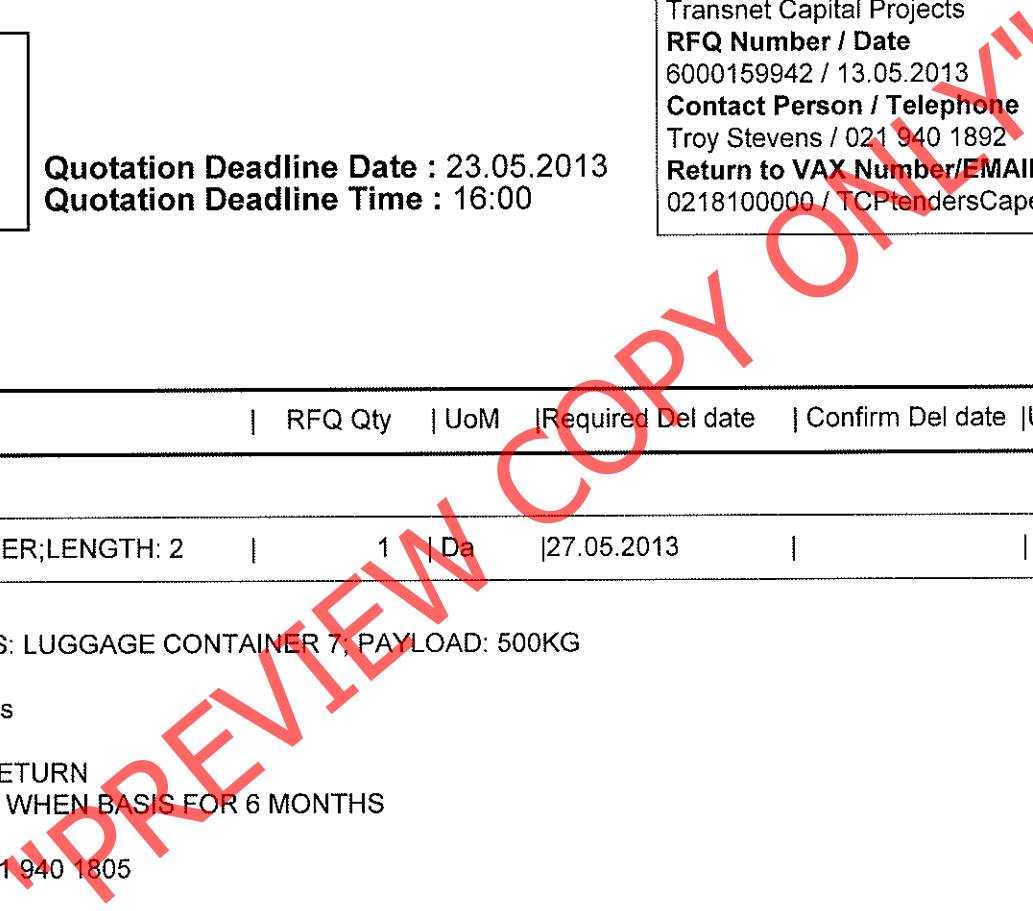 Transnet Capital Projects
RFQ Number / Date
6000159942 / 13.05.2013
Contact Person / Telephone
Troy Stevens / 021 940 1892
Return to VAX Number/EMAI
0218100000 / TCPtendersCape
Quotation Deadline Date : 23.05.2013
Quotation Deadline Time : 16:00
| RFQ Qty | UoM |Required Del date | Confirm Del date |U
ER;LENGTH: 2 | 1 | Da |27.05.2013 | |
S: LUGGAGE CONTAINER 7; PAYLOAD: 500KG
s
ETURN
WHEN BASIS FOR 6 MONTHS
1 940 1805
"PREVIEW COPY ONLY"